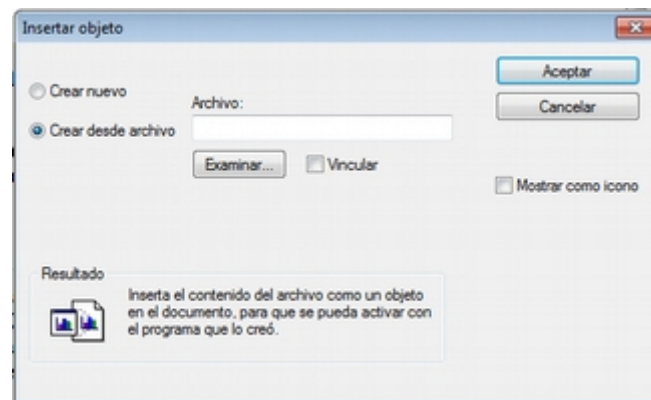 Insertar objeto
Crear nuevo
Crear desde archivo
Archivo:
Examinar...
Vincular
Aceptar
Cancelar
Mostrar como icono
Resultado
Inserta el contenido del archivo como un objeto
en el documento, para que se pueda activar con
el programa que lo creó.